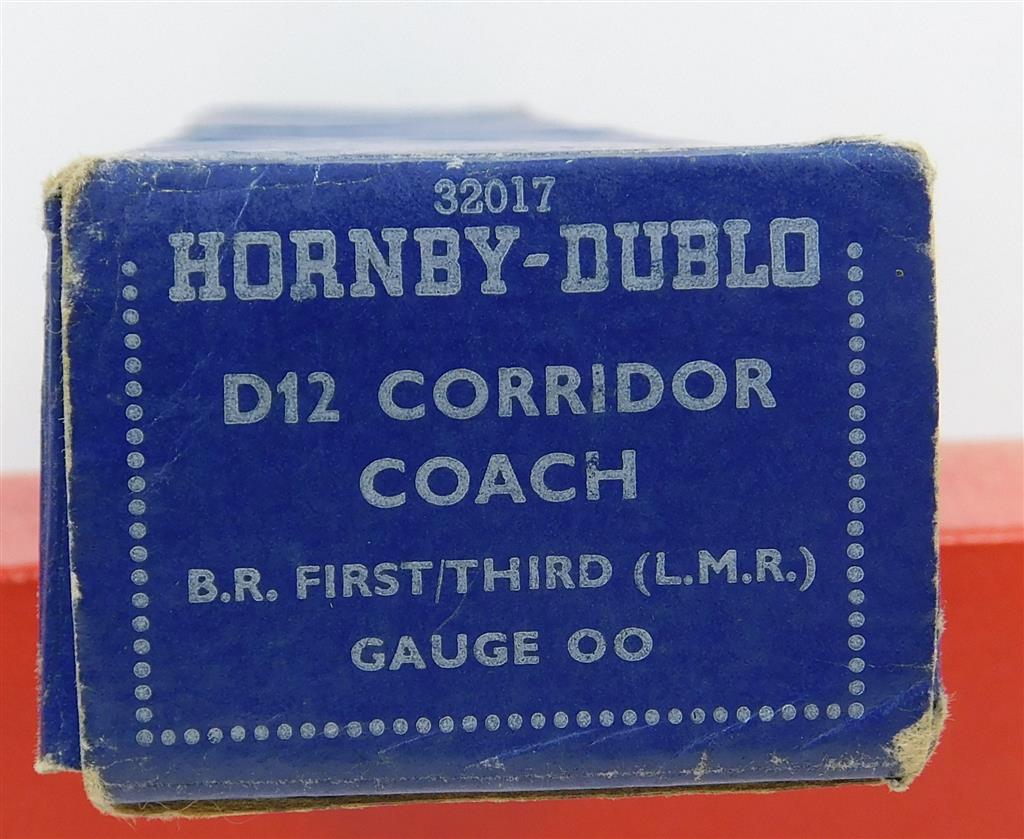 32017
HORNBY-DUBLO
D12 CORRIDOR
COACH
B.R. FIRST/THIRD (L.M.R.)
GAUGE OO